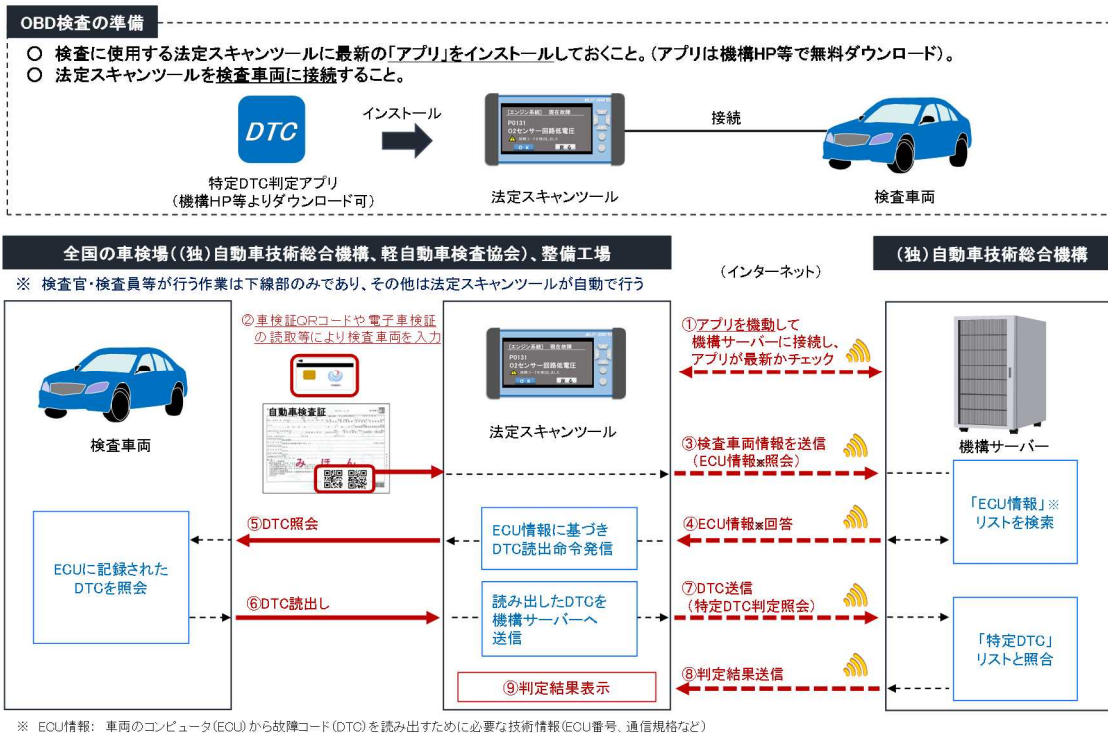 OBD検査の準備
○ 検査に使用する法定スキャンツールに最新の「アプリ」をインストールしておくこと。(アプリは機構HP等で無料ダウンロード)。
○ 法定スキャンツールを検査車両に接続すること。
DTC
インストール
[エンジン系統] 現在故障
P0131
O2センサー回路低電圧
OK
戻る
接続
特定DTC判定アプリ
(機構HP等よりダウンロード可)
法定スキャンツール
検査車両
全国の車検場((独)自動車技術総合機構、軽自動車検査協会)、整備工場
(インターネット)
(独)自動車技術総合機構
※ 検査官・検査員等が行う作業は下線部のみであり、その他は法定スキャンツールが自動で行う
②車検証QRコードや電子車検証
の読取等により検査車両を入力
[エンジン系統] 現在故障
P0131
O2センサー回路低電圧
OK
戻る
①アプリを機動して
機構サーバーに接続し、
アプリが最新かチェック
検査車両
自動車検査証
みほん
法定スキャンツール
機構サーバー
③検査車両情報を送信
(ECU情報※照会)
「ECU情報」※
リストを検索
④ECU情報※回答
⑤DTC照会
ECU情報に基づき
DTC読出命令発信
ECUに記録された
DTCを照会
⑥DTC読出し
読み出したDTCを
機構サーバーへ
送信
⑦DTC送信
(特定DTC判定照会)
「特定DTC」
リストと照合
⑧判定結果送信
⑨判定結果表示
※ ECU情報: 車両のコンピュータ(ECU)から故障コード(DTC)を読み出すために必要な技術情報(ECU番号、通信規格など)